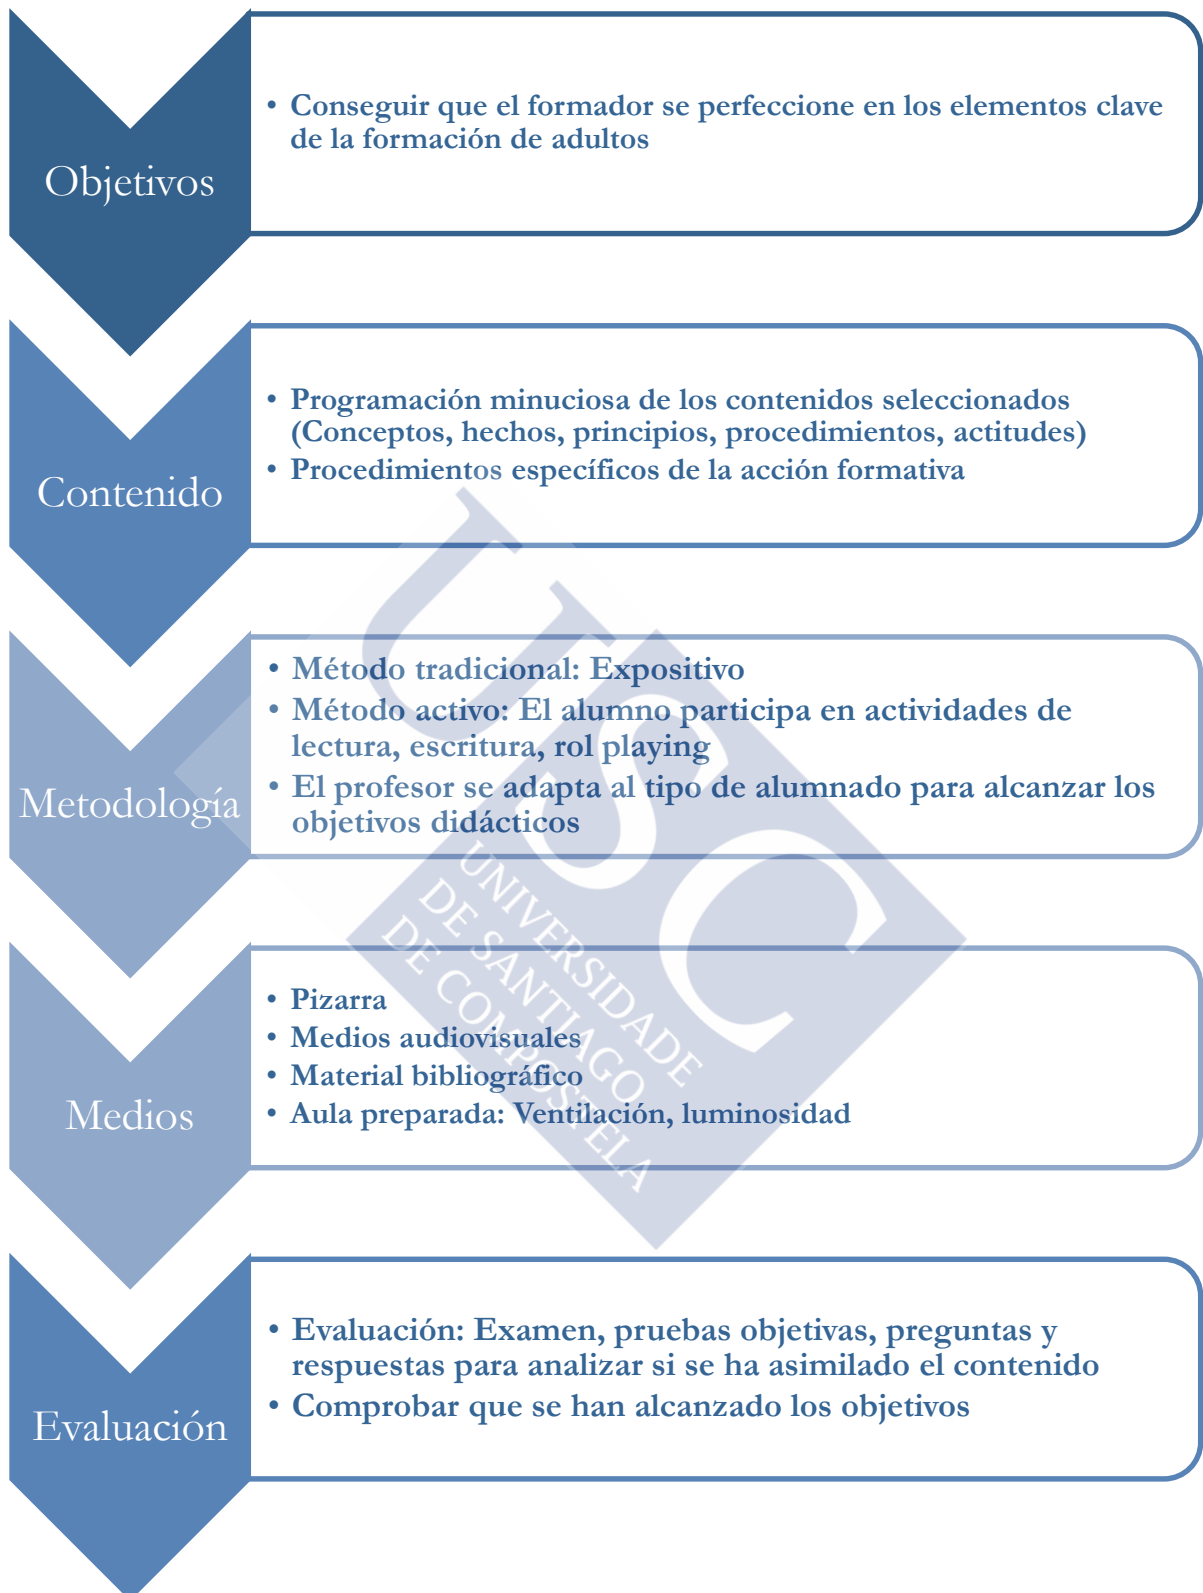 Objetivos
• Conseguir que el formador se perfeccione en los elementos clave
de la formación de adultos
Contenido
• Programación minuciosa de los contenidos seleccionados
(Conceptos, hechos, principios, procedimientos, actitudes)
• Procedimientos específicos de la acción formativa
Metodología
• Método tradicional: Expositivo
• Método activo: El alumno participa en actividades de
lectura, escritura, rol playing
• El profesor se adapta al tipo de alumnado para alcanzar los
objetivos didácticos
Medios
• Pizarra
• Medios audiovisuales
• Material bibliográfico
• Aula preparada: Ventilación, luminosidad
Evaluación
• Evaluación: Examen, pruebas objetivas, preguntas y
respuestas para analizar si se ha asimilado el contenido
• Comprobar que se han alcanzado los objetivos
USC
UNIVERSIDADE
DE SANTIAGO
DE COMPOSTELA